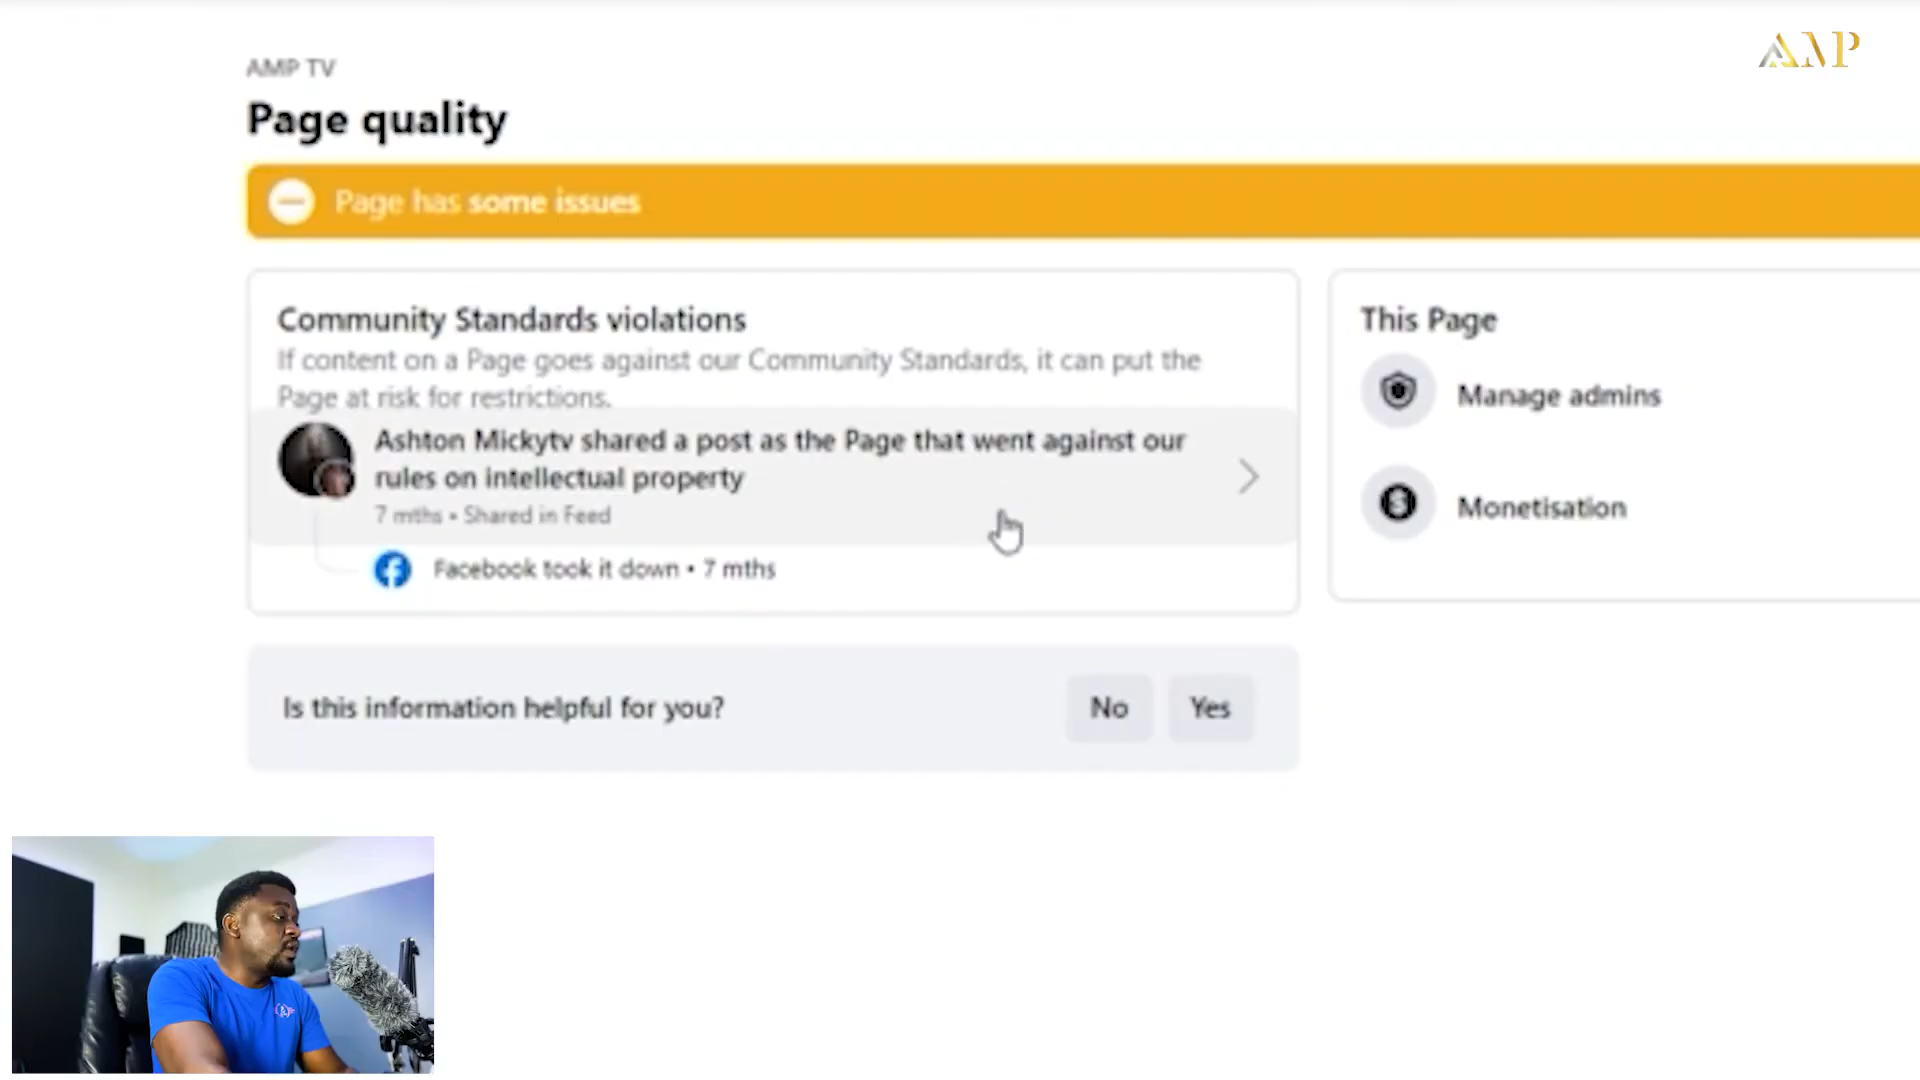 AMP
AMP TV
Page quality
Page has some issues
Community Standards violations
If content on a Page goes against our Community Standards, it can put the
Page at risk for restrictions.
Ashton Mickytv shared a post as the Page that went against our
rules on intellectual property
7 mths • Shared in Feed
Facebook took it down • 7 mths
This Page
Manage admins
Monetisation
Is this information helpful for you?
No
Yes